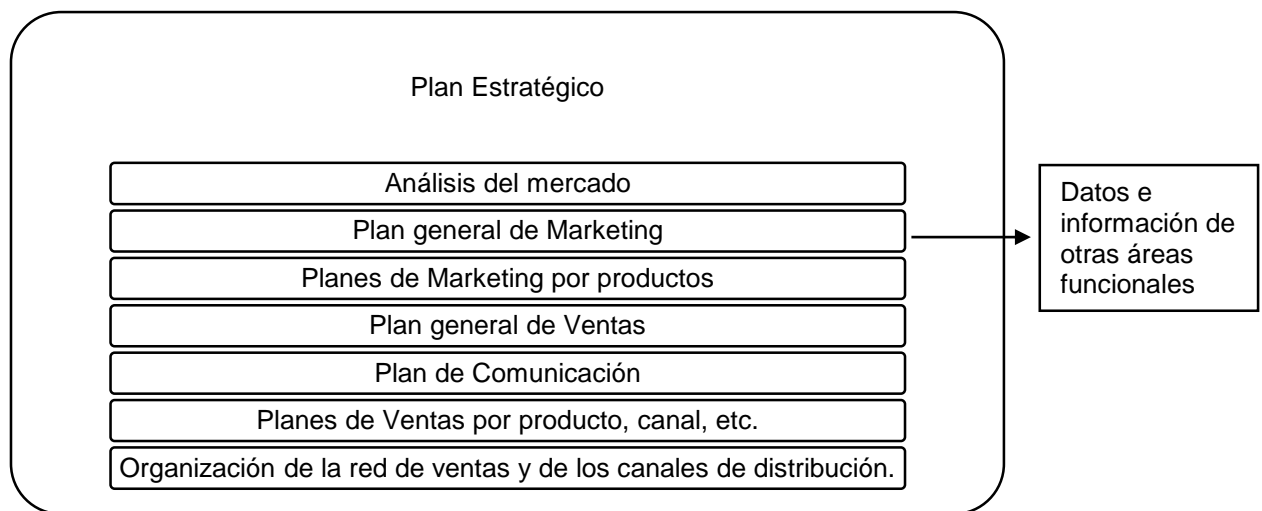 Plan Estratégico
Análisis del mercado
Plan general de Marketing
Planes de Marketing por productos
Plan general de Ventas
Plan de Comunicación
Planes de Ventas por producto, canal, etc.
Organización de la red de ventas y de los canales de distribución.
Datos e
información de
otras áreas
funcionales